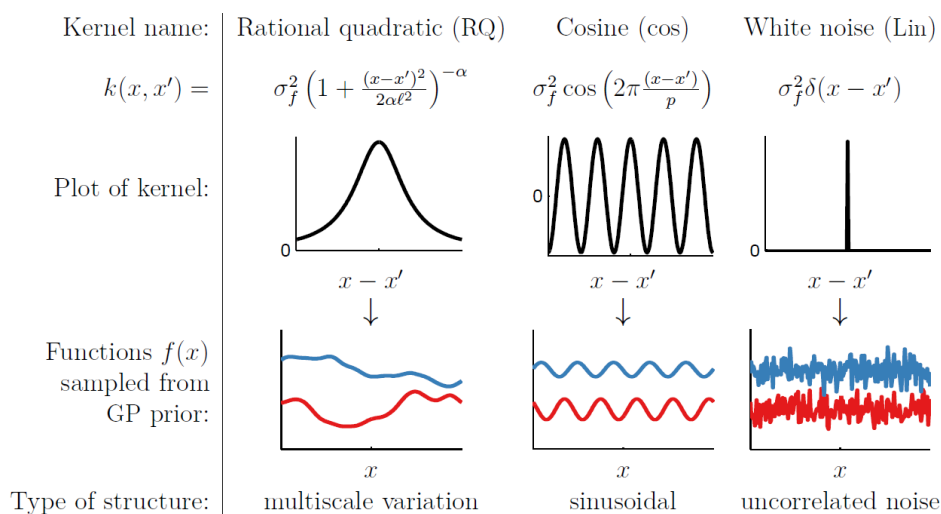 Kernel name: Rational quadratic (RQ) Cosine (cos) White noise (Lin)
k(x, x′) = σ_f^2 (1 + (x−x′)^2 / 2αℓ^2)^−α σ_f^2 cos(2π (x−x′) / p) σ_f^2 δ(x − x′)
Plot of kernel: 0 0 0
x − x′ x − x′ x − x′
↓ ↓ ↓
Functions f(x)
sampled from
GP prior:
x x x
Type of structure: multiscale variation sinusoidal uncorrelated noise